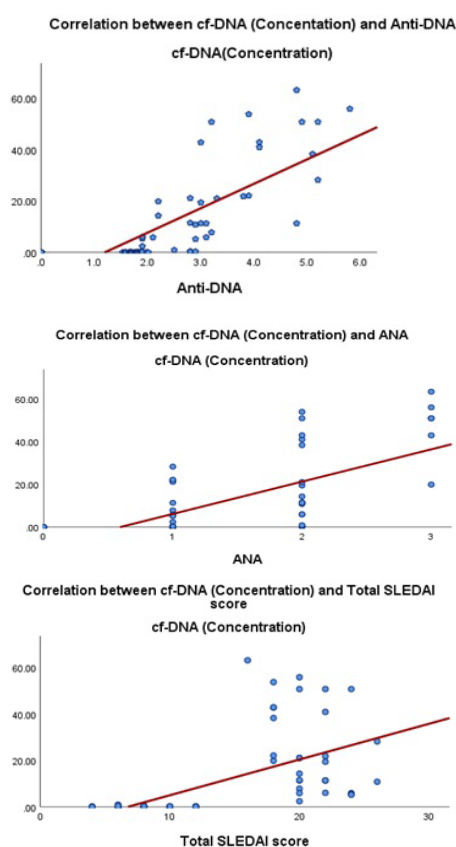 Correlation between cf-DNA (Concentation) and Anti-DNA
cf-DNA(Concentration)
60.00
40.00
20.00
.00
.0 1.0 2.0 3.0 4.0 5.0 6.0
Anti-DNA
Correlation between cf-DNA (Concentration) and ANA
cf-DNA (Concentration)
60.00
40.00
20.00
.00
0 1 2 3
ANA
Correlation between cf-DNA (Concentration) and Total SLEDAI
score
cf-DNA (Concentration)
60.00
40.00
20.00
.00
0 10 20 30
Total SLEDAI score